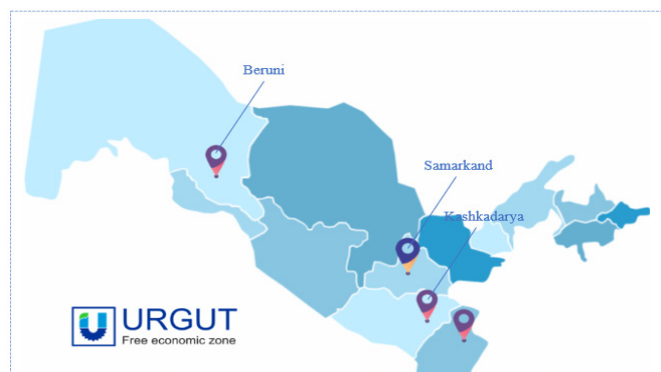 Beruni
Samarkand
Kashkadarya
URGUT
Free economic zone